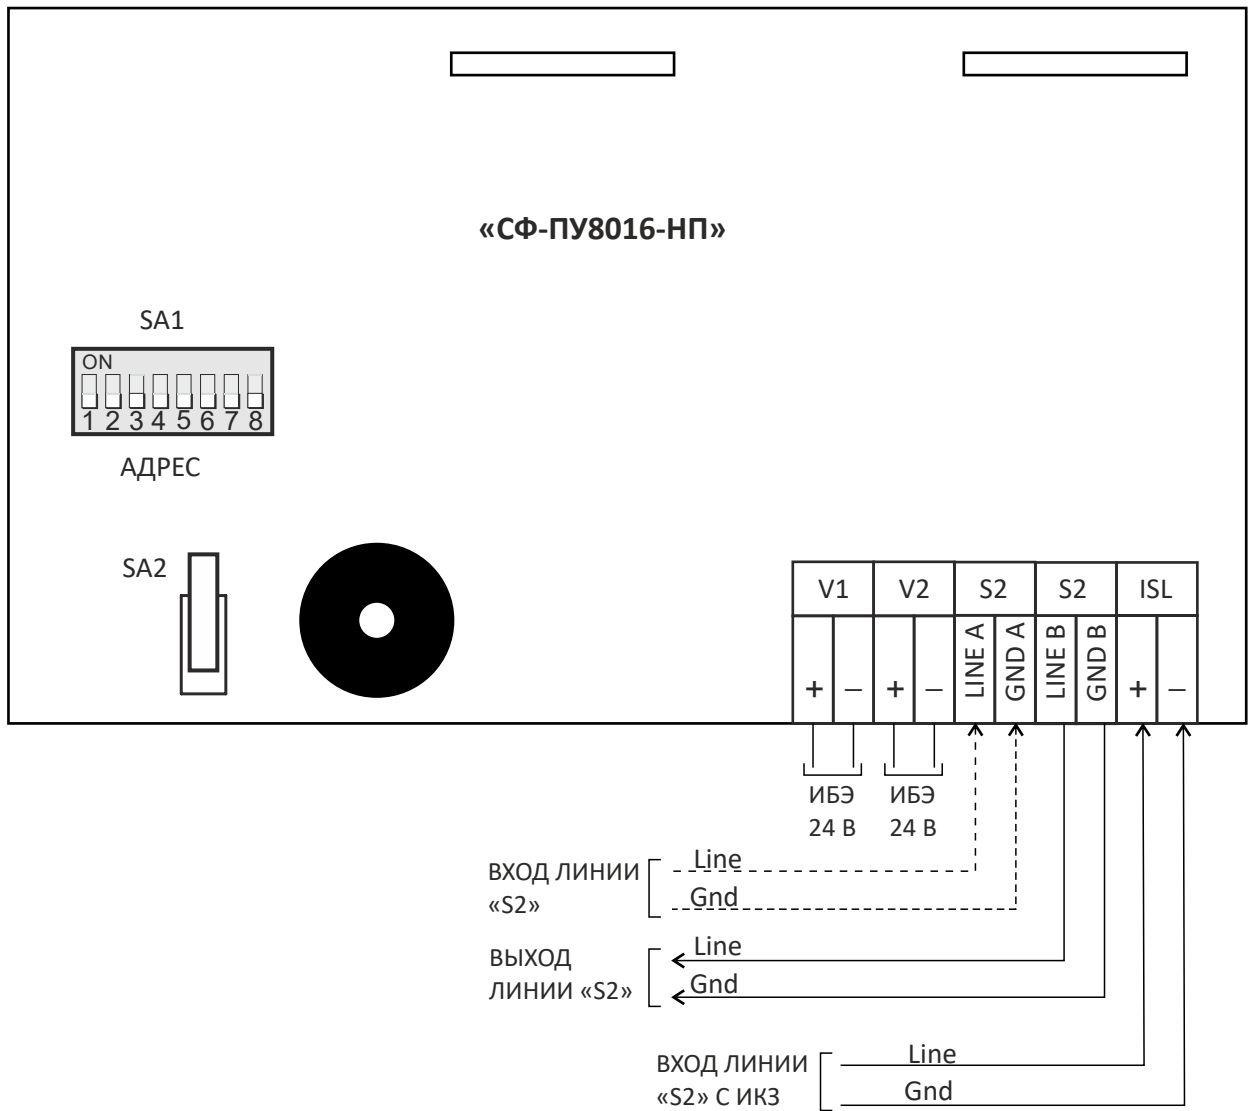 «СФ-ПУ8016-НП»
SA1
ON
1 2 3 4 5 6 7 8
АДРЕС
SA2
V1 V2 S2 S2 ISL
+ – + – LINE A GND A LINE B GND B + –
ИБЭ ИБЭ
24 В 24 В
ВХОД ЛИНИИ Line
«S2» Gnd
ВЫХОД Line
ЛИНИИ «S2» Gnd
ВХОД ЛИНИИ Line
«S2» С ИКЗ Gnd